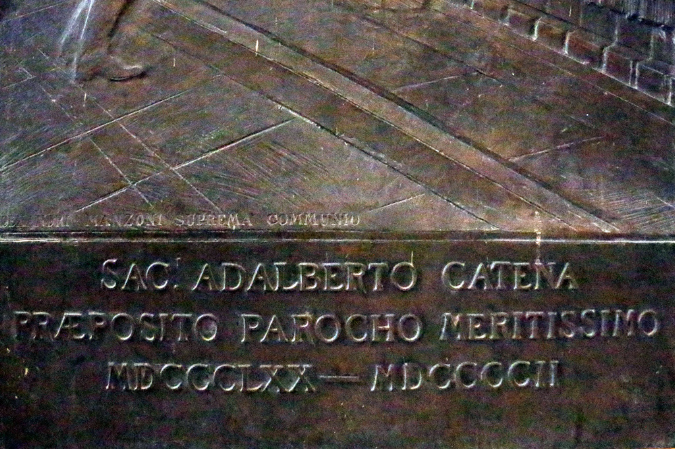 MANZONI SUPREMA COMMUNIO
SAC! ADALBERTO CATENA
PRÆPOSITO PAROCHO MERITISSIMO
MDCCCLXX — MDCCCCII